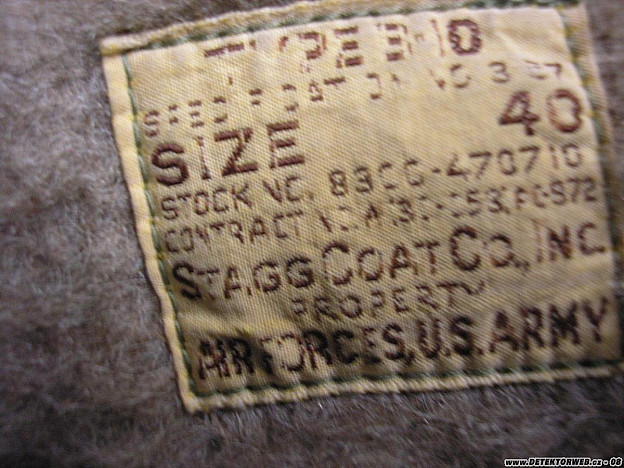 TYPE B-10
SIZE 40
STOCK NO. 8300-470710
CONTRACT
STAGG COAT CO., INC.
PROPERTY
AIR FORCES, U.S. ARMY
www.DETEKTORWEB.cz - 08